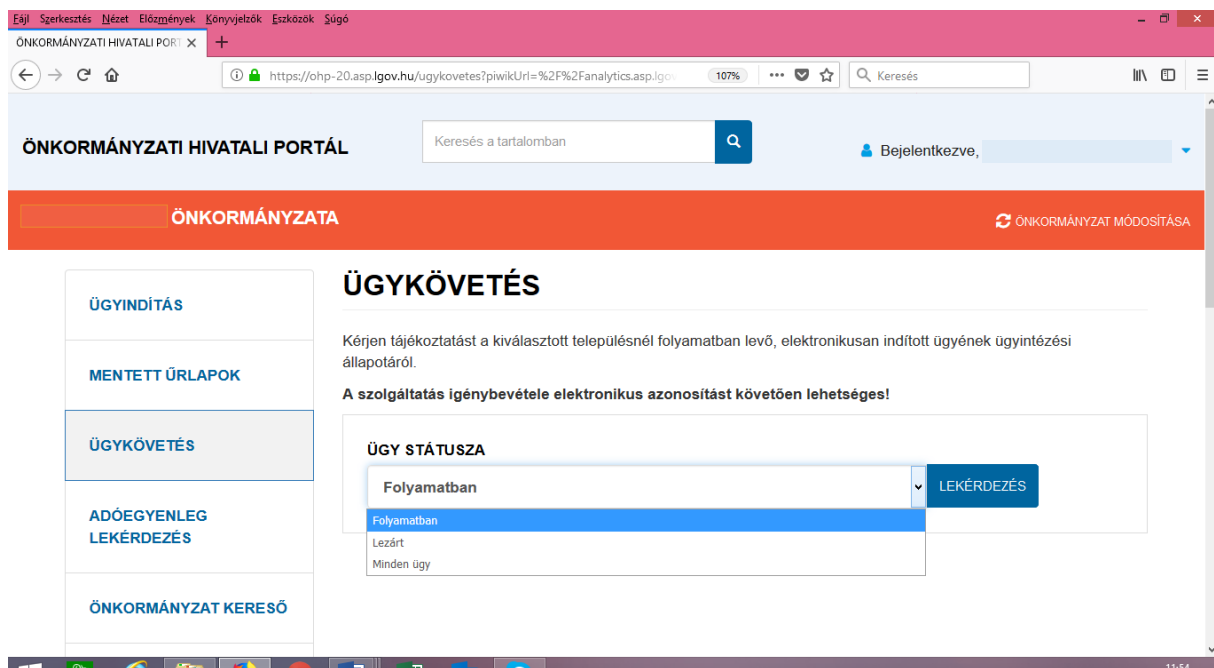 Fájl Szerkesztés Nézet Előzmények Könyvjelzők Eszközök Súgó
ÖNKORMÁNYZATI HIVATALI PORT
https://ohp-20.asp.lgov.hu/ugykovetes?piwikUrl=%2F%2Fanalytics.asp.lgov 107% Keresés
ÖNKORMÁNYZATI HIVATALI PORTÁL
Keresés a tartalomban
Bejelentkezve,
ÖNKORMÁNYZATA
ÖNKORMÁNYZAT MÓDOSÍTÁSA
ÜGYINDÍTÁS
MENTETT ŰRLAPOK
ÜGYKÖVETÉS
ADÓEGYENLEG
LEKÉRDEZÉS
ÖNKORMÁNYZAT KERESŐ
ÜGYKÖVETÉS
Kérjen tájékoztatást a kiválasztott településnél folyamatban levő, elektronikusan indított ügyének ügyintézési
állapotáról.
A szolgáltatás igénybevétele elektronikus azonosítást követően lehetséges!
ÜGY STÁTUSZA
Folyamatban
LEKÉRDEZÉS
Folyamatban
Lezárt
Minden ügy
11:54